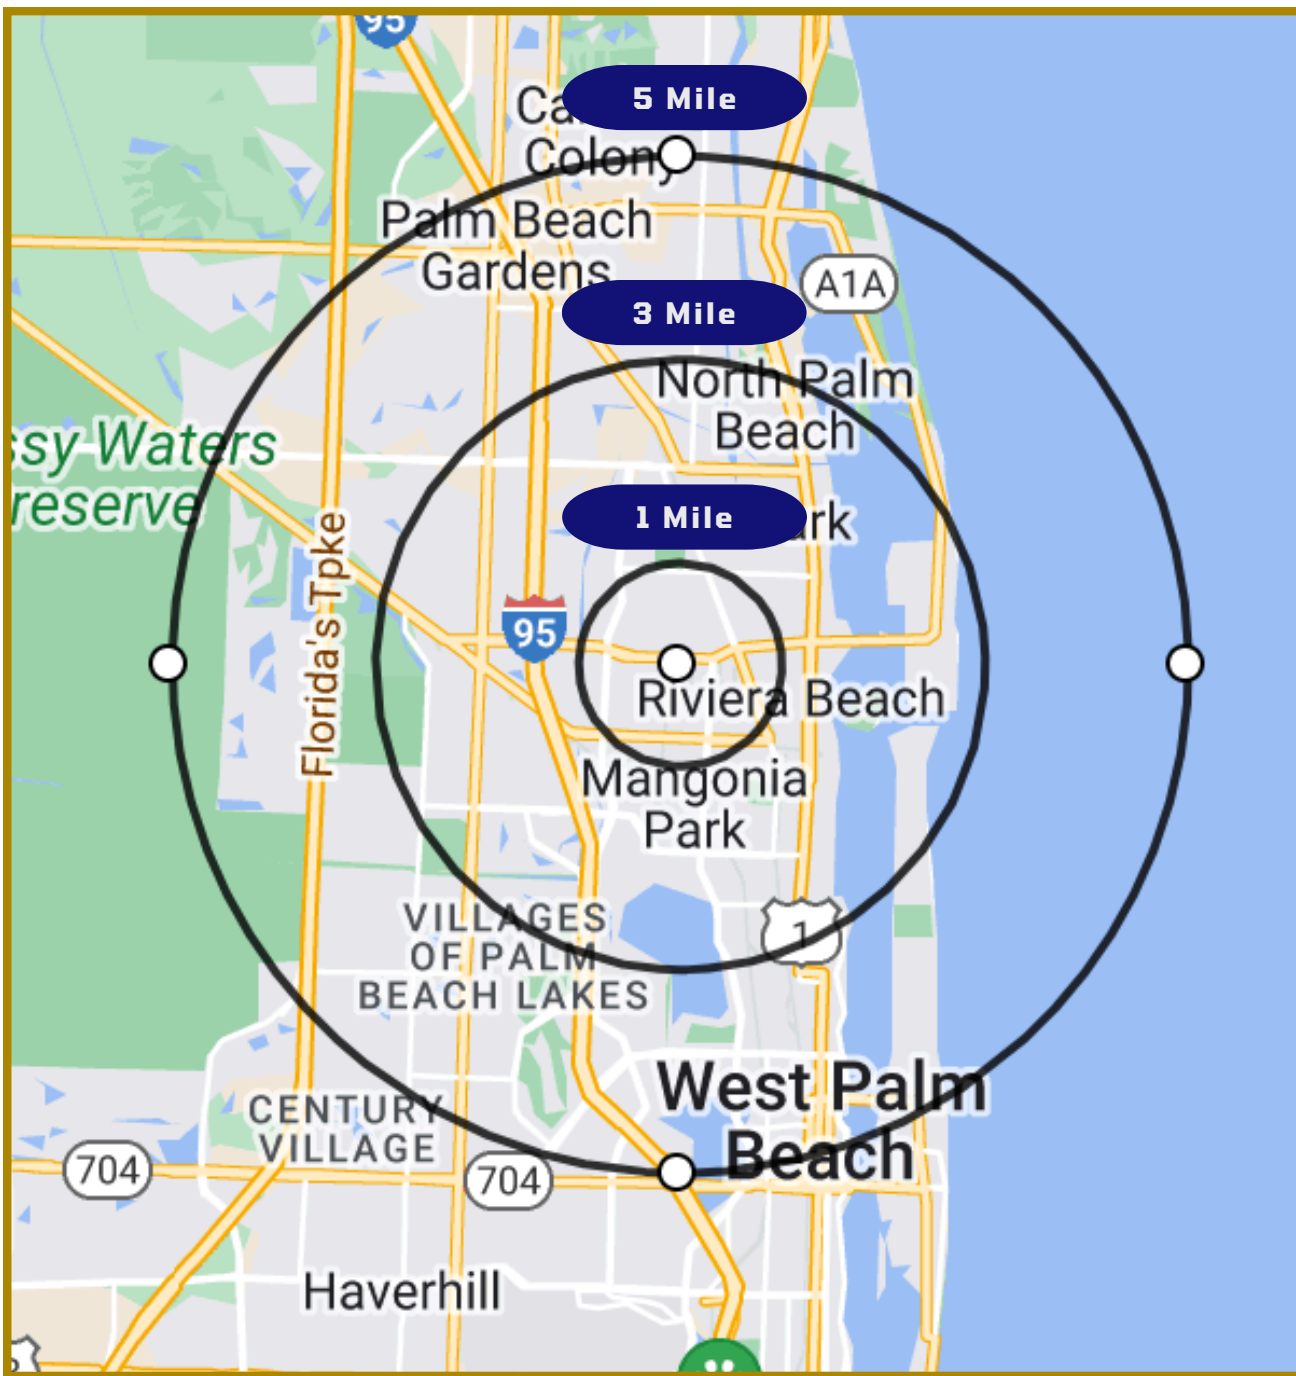 95
5 Mile
Colony
Palm Beach
Gardens
A1A
3 Mile
North Palm
Beach
ssy Waters
reserve
1 Mile
ark
Florida's Tpke
95
Riviera Beach
Mangonia
Park
VILLAGES
OF PALM
BEACH LAKES
1
West Palm
Beach
CENTURY
VILLAGE
704
704
Haverhill